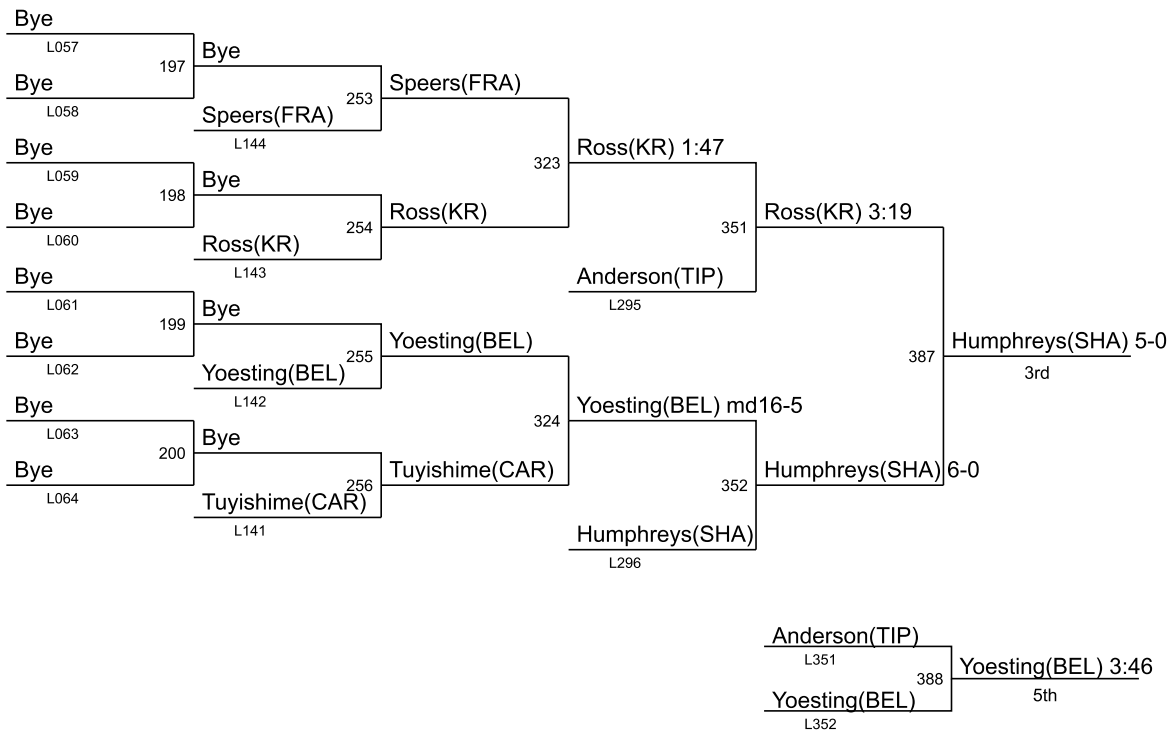 Bye
L057
197
Bye
Bye
L058
253
Speers(FRA)
Speers(FRA)
L144
Bye
L059
323
Ross(KR) 1:47
198
Bye
Bye
L060
254
Ross(KR)
Ross(KR)
L143
351
Ross(KR) 3:19
Bye
L061
Anderson(TIP)
L295
199
Bye
Bye
L062
255
Yoesting(BEL)
Yoesting(BEL)
L142
387
Humphreys(SHA) 5-0
3rd
Bye
L063
324
Yoesting(BEL) md16-5
200
Bye
Bye
L064
256
Tuyishime(CAR)
Tuyishime(CAR)
L141
352
Humphreys(SHA) 6-0
Humphreys(SHA)
L296
Anderson(TIP)
L351
388
Yoesting(BEL) 3:46
5th
Yoesting(BEL)
L352